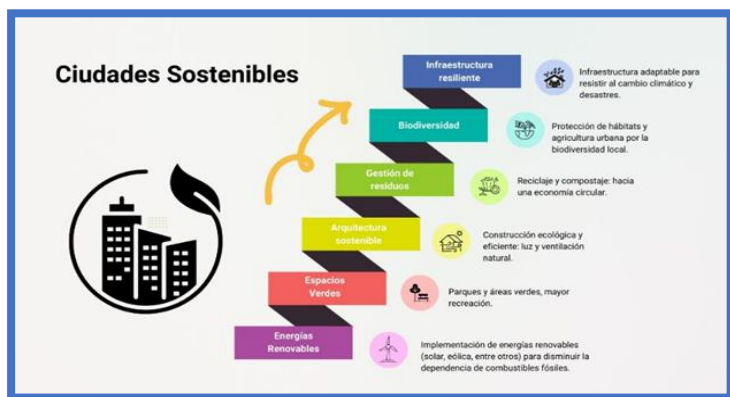 Ciudades Sostenibles
Infraestructura
resiliente
Infraestructura adaptable para
resistir al cambio climático y
desastres.
Biodiversidad
Protección de hábitats y
agricultura urbana por la
biodiversidad local.
Gestión de
residuos
Reciclaje y compostaje: hacia
una economía circular.
Arquitectura
sostenible
Construcción ecológica y
eficiente: luz y ventilación
natural.
Espacios
Verdes
Parques y áreas verdes, mayor
recreación.
Energías
Renovables
Implementación de energías renovables
(solar, eólica, entre otros) para disminuir la
dependencia de combustibles fósiles.